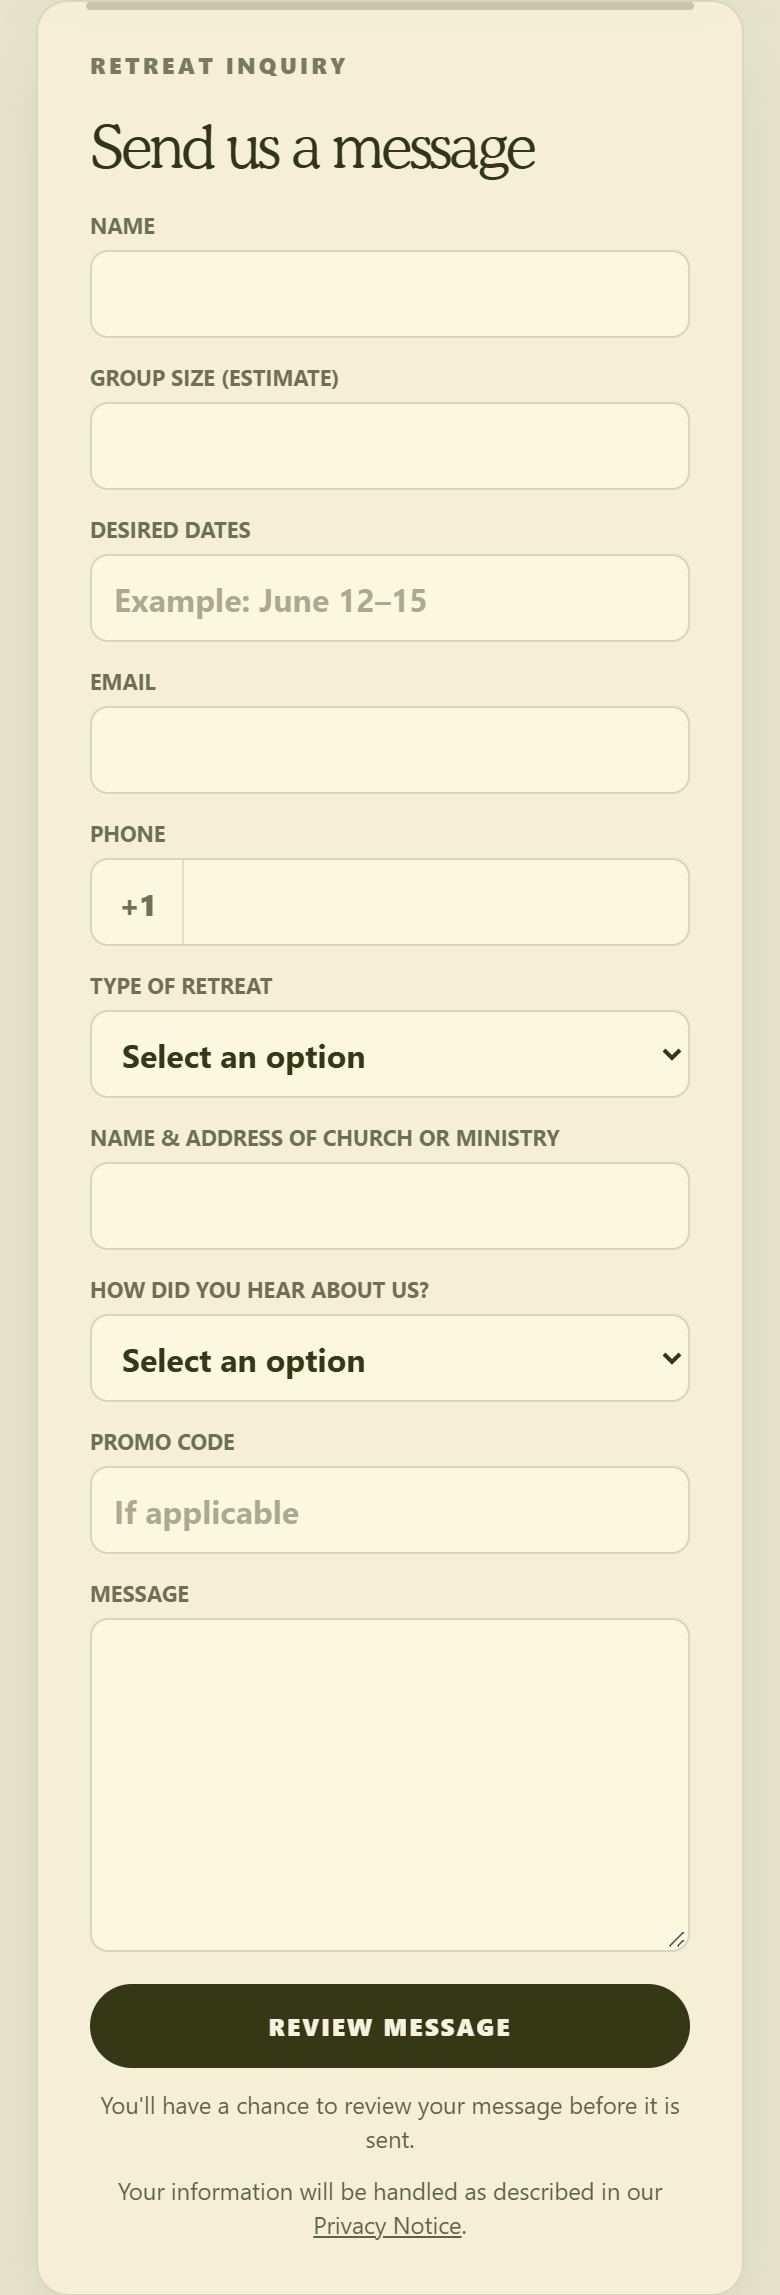 RETREAT INQUIRY
Send us a message
NAME
GROUP SIZE (ESTIMATE)
DESIRED DATES
Example: June 12–15
EMAIL
PHONE
+1
TYPE OF RETREAT
Select an option
NAME & ADDRESS OF CHURCH OR MINISTRY
HOW DID YOU HEAR ABOUT US?
Select an option
PROMO CODE
If applicable
MESSAGE
REVIEW MESSAGE
You'll have a chance to review your message before it is
sent.
Your information will be handled as described in our
Privacy Notice.